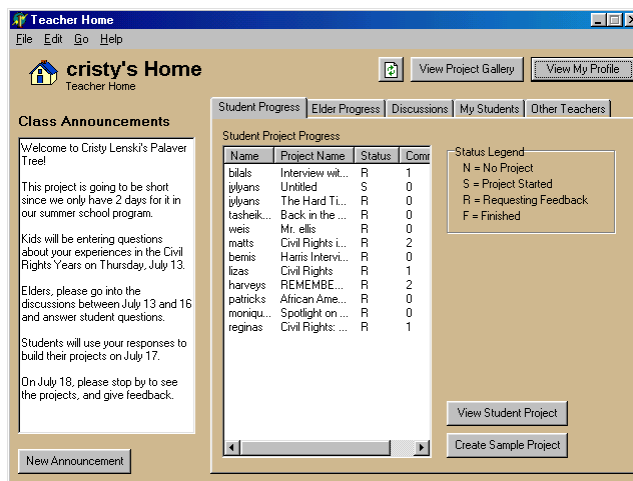 Teacher Home
File Edit Go Help
cristy's Home
Teacher Home
View Project Gallery
View My Profile
Class Announcements
Welcome to Cristy Lenski's Palaver
Tree!
This project is going to be short
since we only have 2 days for it in
our summer school program.
Kids will be entering questions
about your experiences in the Civil
Rights Years on Thursday, July 13.
Elders, please go into the
discussions between July 13 and 16
and answer student questions.
Students will use your responses to
build their projects on July 17.
On July 18, please stop by to see
the projects, and give feedback.
New Announcement
Student Progress Elder Progress Discussions My Students Other Teachers
Student Project Progress
Name Project Name Status Comr
bilals Interview wit... R 1
jylyans Untitled S 0
jylyans The Hard Ti... R 0
tasheik... Back in the ... R 0
weis Mr. ellis R 0
matts Civil Rights i... R 2
bemis Harris Intervi... R 0
lizas Civil Rights R 1
harveys REMEMBE... R 2
patricks African Ame... R 0
moniqu... Spotlight on ... R 0
reginas Civil Rights: ... R 1
Status Legend
N = No Project
S = Project Started
R = Requesting Feedback
F = Finished
View Student Project
Create Sample Project